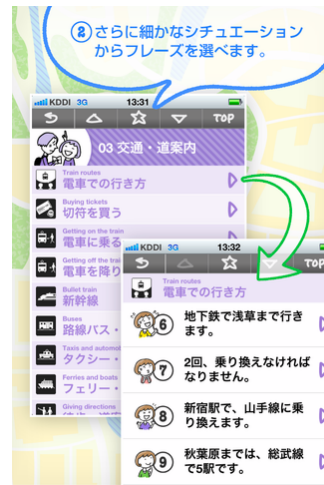 ②さらに細かなシチュエーション
からフレーズを選べます。
KDDI 3G 13:31
TOP
03 交通・道案内
Train routes
電車での行き方
Buying tickets
切符を買う
Getting on the train
電車に乗る
Getting off the trai
電車を降り
Bullet train
新幹線
Buses
路線バス・
Taxis and automob
タクシー・
Ferries and boats
フェリー・
Giving directions
KDDI 3G 13:32
TOP
Train routes
電車での行き方
6 地下鉄で浅草まで行き
ます。
7 2回、乗り換えなければ
なりません。
8 新宿駅で、山手線に乗
り換えます。
9 秋葉原までは、総武線
で5駅です。